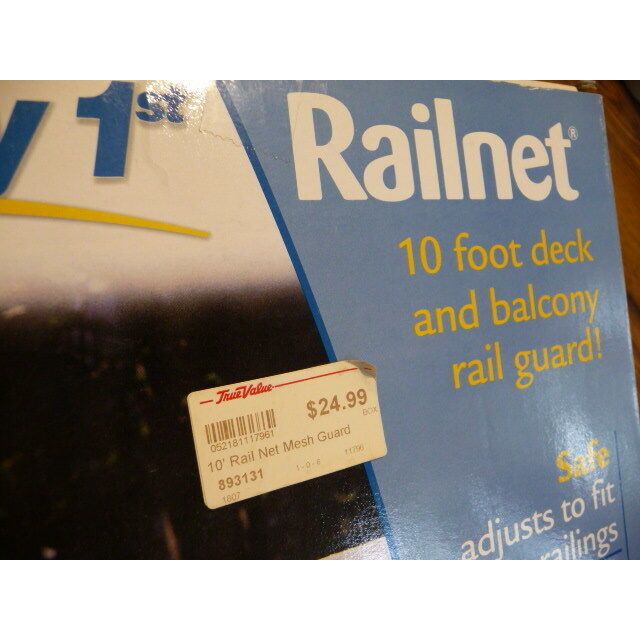 y 1st
Railnet®
10 foot deck
and balcony
rail guard!
True Value
$24.99
BOX
052181117961
10' Rail Net Mesh Guard
893131
1-0-6
11796
1607
Safe
adjusts to fit
railings